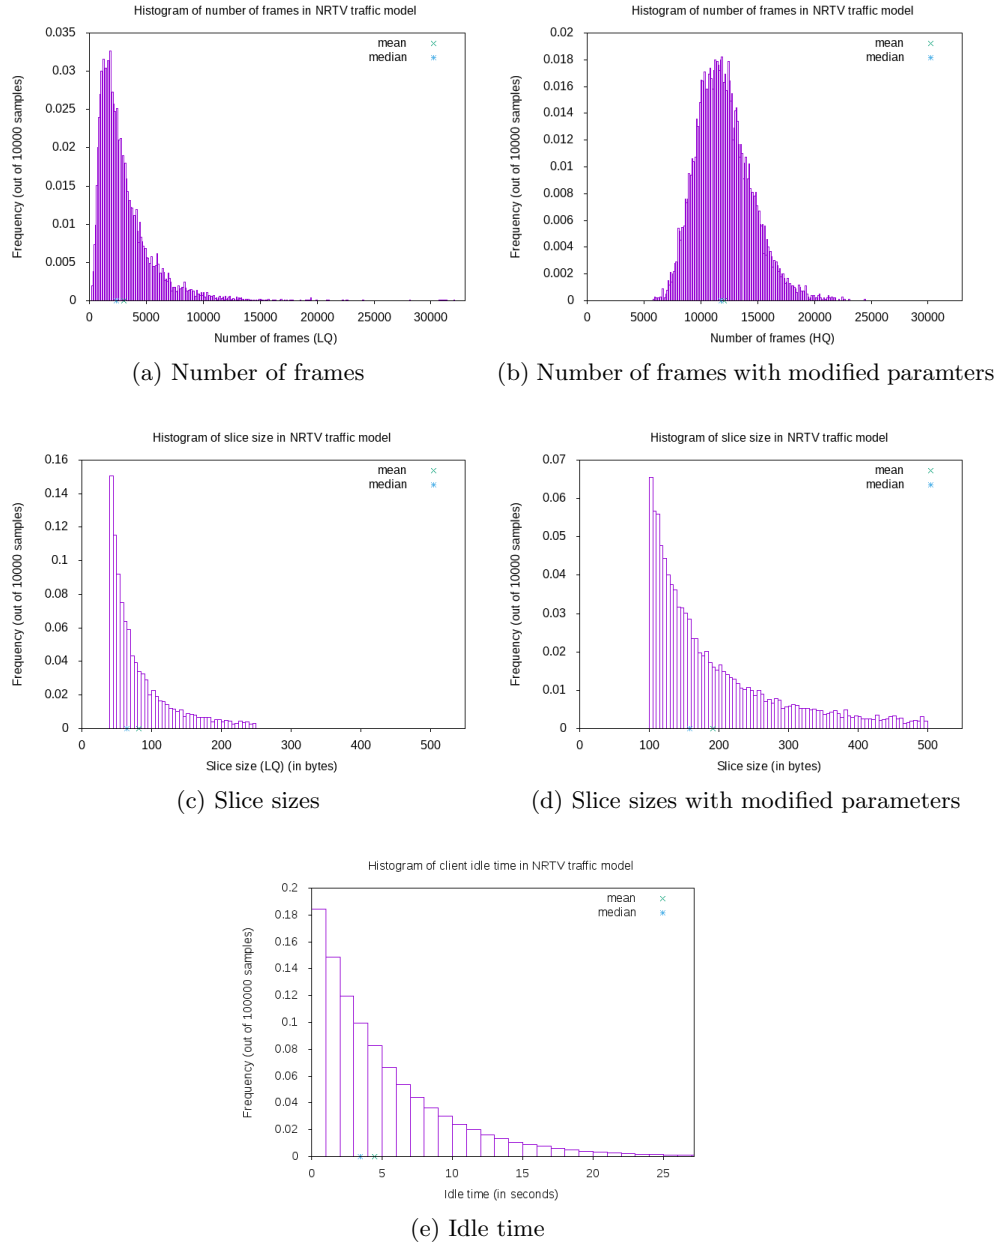 Histogram of number of frames in NRTV traffic model
Frequency (out of 10000 samples)
0.035
0.03
0.025
0.02
0.015
0.01
0.005
0
mean
median
0 5000 10000 15000 20000 25000 30000
Number of frames (LQ)
(a) Number of frames
Histogram of number of frames in NRTV traffic model
Frequency (out of 10000 samples)
0.02
0.018
0.016
0.014
0.012
0.01
0.008
0.006
0.004
0.002
0
mean
median
0 5000 10000 15000 20000 25000 30000
Number of frames (HQ)
(b) Number of frames with modified paramters
Histogram of slice size in NRTV traffic model
Frequency (out of 10000 samples)
0.16
0.14
0.12
0.1
0.08
0.06
0.04
0.02
0
mean
median
0 100 200 300 400 500
Slice size (LQ) (in bytes)
(c) Slice sizes
Histogram of slice size in NRTV traffic model
Frequency (out of 10000 samples)
0.07
0.06
0.05
0.04
0.03
0.02
0.01
0
mean
median
0 100 200 300 400 500
Slice size (in bytes)
(d) Slice sizes with modified parameters
Histogram of client idle time in NRTV traffic model
Frequency (out of 100000 samples)
0.2
0.18
0.16
0.14
0.12
0.1
0.08
0.06
0.04
0.02
0
mean
median
0 5 10 15 20 25
Idle time (in seconds)
(e) Idle time